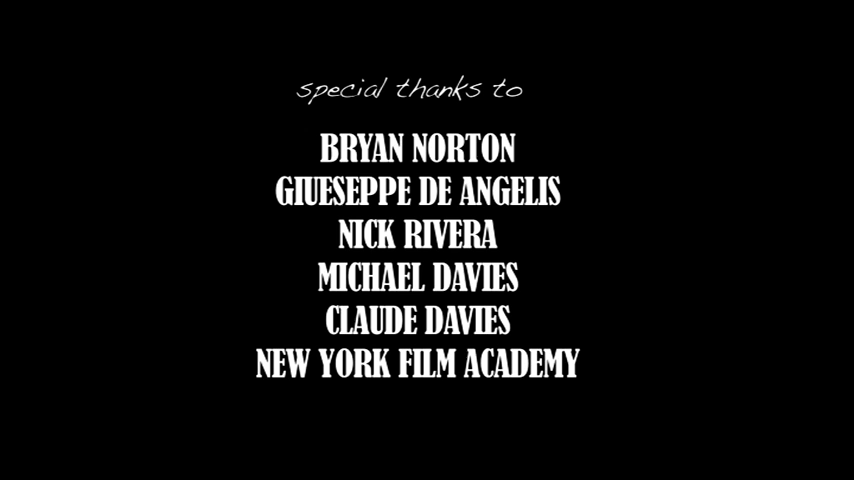 special thanks to
BRYAN NORTON
GIUESEPPE DE ANGELIS
NICK RIVERA
MICHAEL DAVIES
CLAUDE DAVIES
NEW YORK FILM ACADEMY